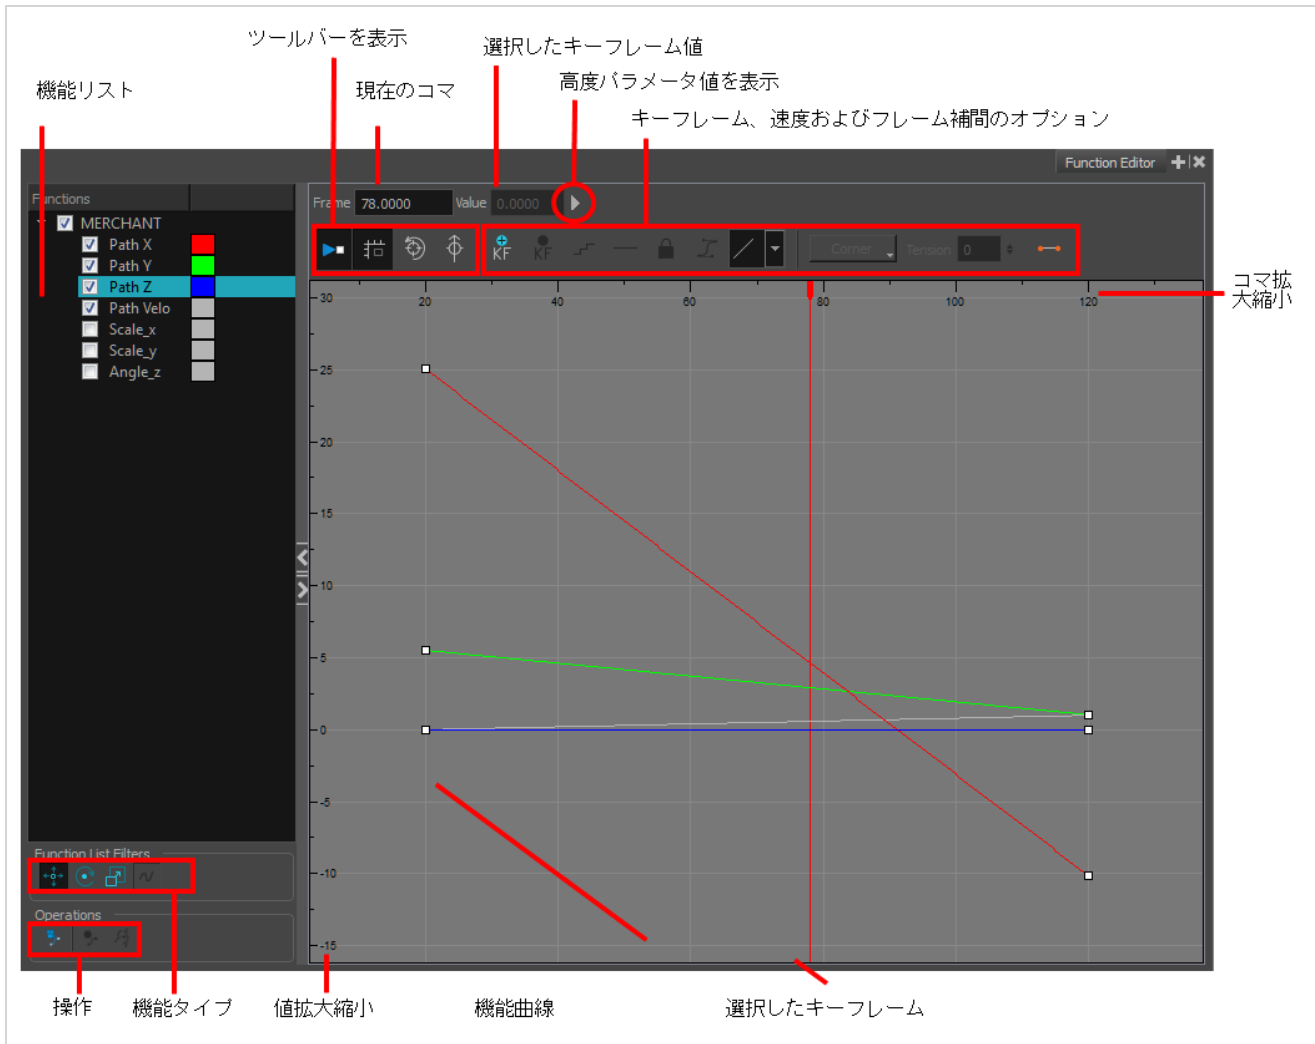 ツールバーを表示
選択したキーフレーム値
機能リスト
現在のコマ
高度パラメータ値を表示
キーフレーム、速度およびフレーム補間のオプション
Function Editor
Functions
Frame 78.0000 Value 0.0000
MERCHANT
Path X
Path Y
Path Z
Path Velo
Scale_x
Scale_y
Angle_z
KF KF Corner Tension 0
コマ拡
大縮小
30 20 40 60 80 100 120
25
20
15
10
5
0
-5
-10
-15
Function List Filters
Operations
操作
機能タイプ
値拡大縮小
機能曲線
選択したキーフレーム